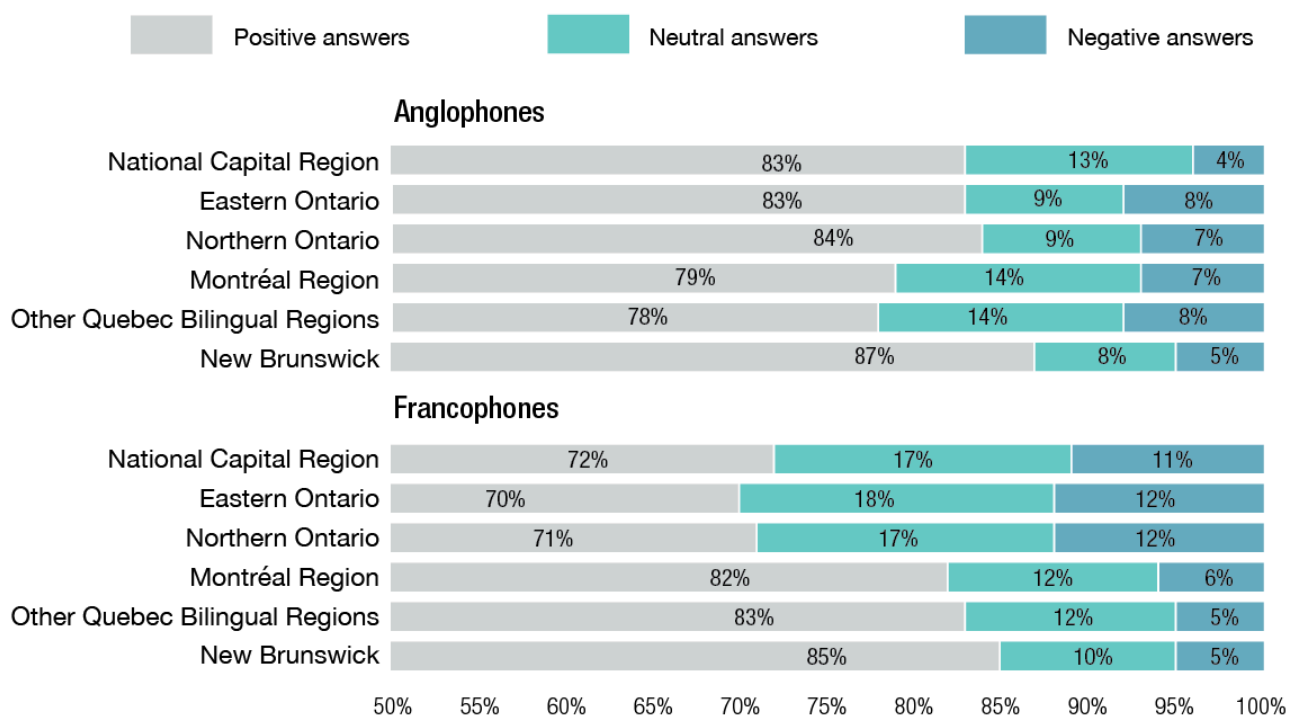 Positive answers Neutral answers Negative answers
Anglophones
National Capital Region 83% 13% 4%
Eastern Ontario 83% 9% 8%
Northern Ontario 84% 9% 7%
Montréal Region 79% 14% 7%
Other Quebec Bilingual Regions 78% 14% 8%
New Brunswick 87% 8% 5%
Francophones
National Capital Region 72% 17% 11%
Eastern Ontario 70% 18% 12%
Northern Ontario 71% 17% 12%
Montréal Region 82% 12% 6%
Other Quebec Bilingual Regions 83% 12% 5%
New Brunswick 85% 10% 5%
50% 55% 60% 65% 70% 75% 80% 85% 90% 95% 100%